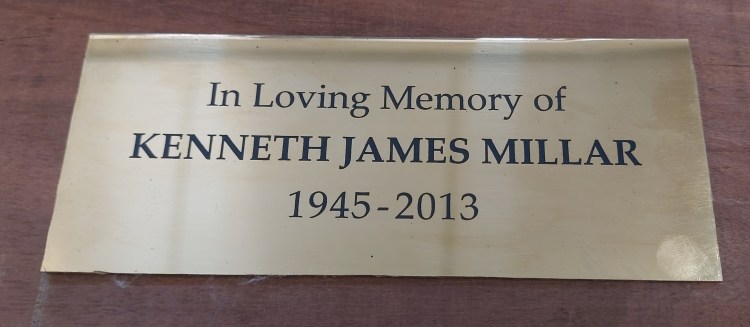 In Loving Memory of
KENNETH JAMES MILLAR
1945-2013